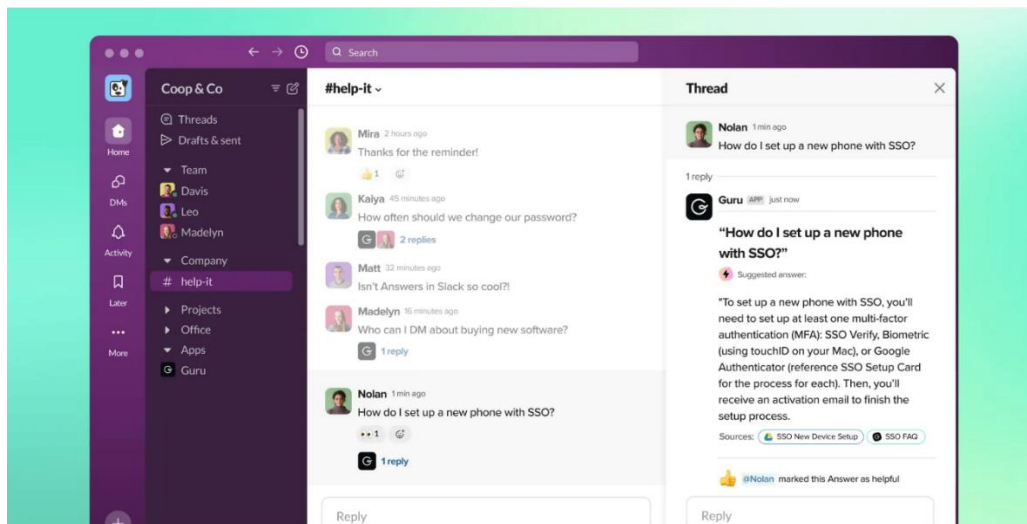 Search
Coop & Co
Threads
Drafts & sent
Team
Davis
Leo
Madelyn
Company
# help-it
Projects
Office
Apps
Guru
Home
DMs
Activity
Later
More
#help-it
Mira 2 hours ago
Thanks for the reminder!
1
Kaiya 45 minutes ago
How often should we change our password?
2 replies
Matt 32 minutes ago
Isn't Answers in Slack so cool?!
Madelyn 16 minutes ago
Who can I DM about buying new software?
1 reply
Nolan 1 min ago
How do I set up a new phone with SSO?
1
1 reply
Reply
Thread
Nolan 1 min ago
How do I set up a new phone with SSO?
1 reply
Guru APP just now
“How do I set up a new phone
with SSO?”
Suggested answer:
"To set up a new phone with SSO, you'll
need to set up at least one multi-factor
authentication (MFA): SSO Verify, Biometric
(using touchID on your Mac), or Google
Authenticator (reference SSO Setup Card
for the process for each). Then, you'll
receive an activation email to finish the
setup process.
Sources: SSO New Device Setup SSO FAQ
@Nolan marked this Answer as helpful
Reply